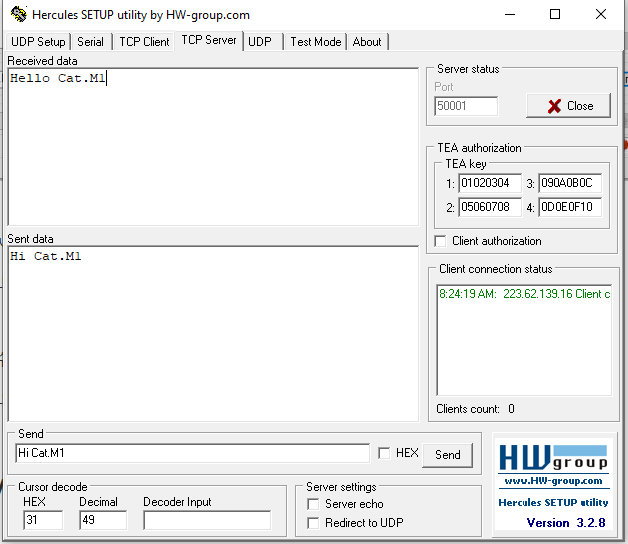 Hercules SETUP utility by HW-group.com
UDP Setup Serial TCP Client TCP Server UDP Test Mode About
Received data
Hello Cat.M1
Sent data
Hi Cat.M1
Server status
Port
50001 Close
TEA authorization
TEA key
1: 01020304 3: 090A0B0C
2: 05060708 4: 0D0E0F10
Client authorization
Client connection status
8:24:19 AM: 223.62.139.16 Client c
Clients count: 0
Send
Hi Cat.M1 HEX Send
Cursor decode
HEX Decimal Decoder Input
31 49
Server settings
Server echo
Redirect to UDP
HW group
www.HW-group.com
Hercules SETUP utility
Version 3.2.8